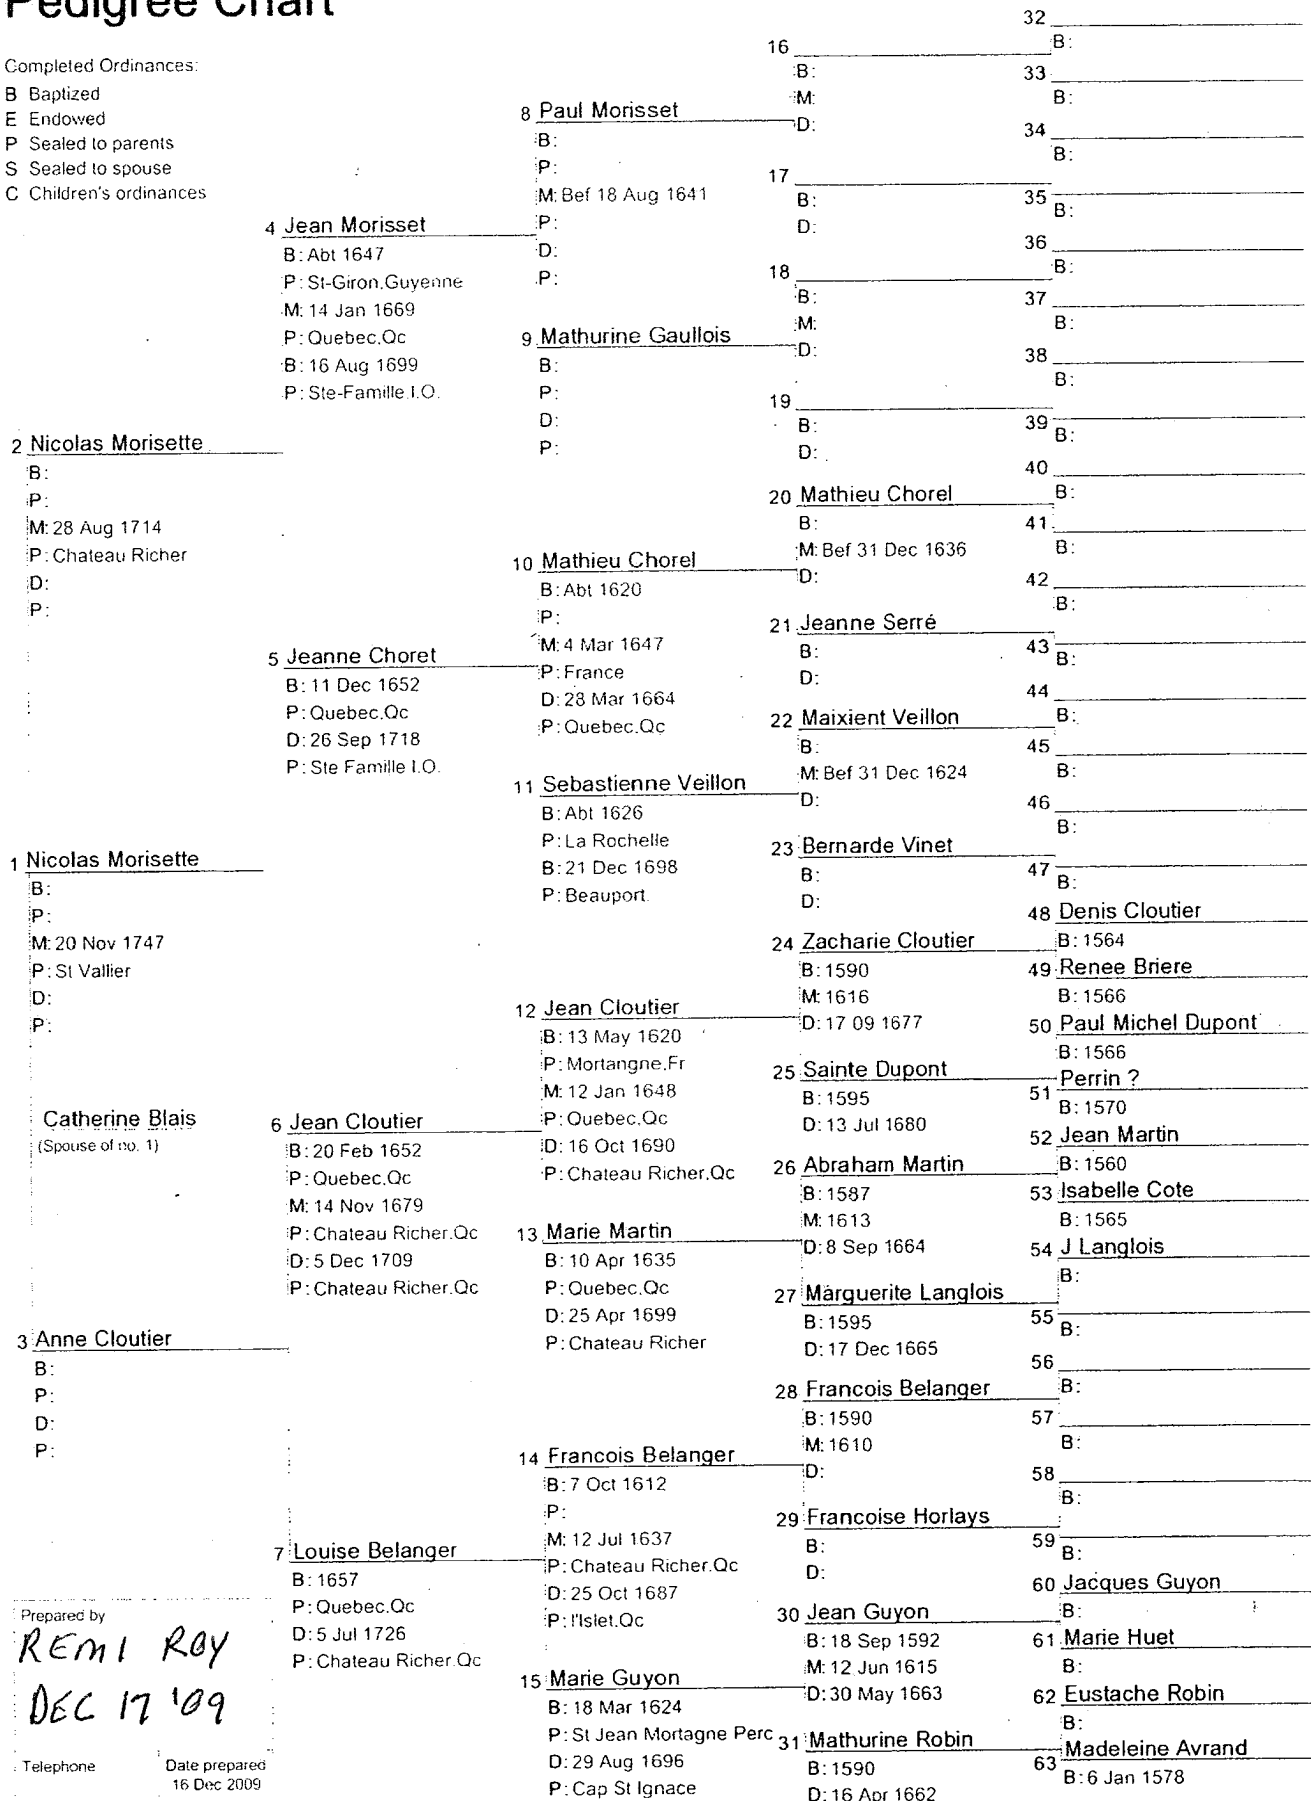 Pedigree Chart
Completed Ordinances:
B Baptized
E Endowed
P Sealed to parents
S Sealed to spouse
C Children's ordinances
1 Nicolas Morisette
B:
P:
M: 20 Nov 1747
P: St Vallier
D:
P:
Catherine Blais
(Spouse of no. 1)
2 Nicolas Morisette
B:
P:
M: 28 Aug 1714
P: Chateau Richer
D:
P:
3 Anne Cloutier
B:
P:
D:
P:
4 Jean Morisset
B: Abt 1647
P: St-Giron,Guyenne
M: 14 Jan 1669
P: Quebec,Qc
B: 16 Aug 1699
P: Ste-Famille I.O.
5 Jeanne Choret
B: 11 Dec 1652
P: Quebec,Qc
D: 26 Sep 1718
P: Ste Famille I.O.
6 Jean Cloutier
B: 20 Feb 1652
P: Quebec,Qc
M: 14 Nov 1679
P: Chateau Richer,Qc
D: 5 Dec 1709
P: Chateau Richer,Qc
7 Louise Belanger
B: 1657
P: Quebec,Qc
D: 5 Jul 1726
P: Chateau Richer,Qc
8 Paul Morisset
B:
P:
M: Bef 18 Aug 1641
P:
D:
P:
9 Mathurine Gaullois
B:
P:
D:
P:
10 Mathieu Chorel
B: Abt 1620
P:
M: 4 Mar 1647
P: France
D: 28 Mar 1664
P: Quebec,Qc
11 Sebastienne Veillon
B: Abt 1626
P: La Rochelle
B: 21 Dec 1698
P: Beauport.
12 Jean Cloutier
B: 13 May 1620
P: Mortangne,Fr
M: 12 Jan 1648
P: Quebec,Qc
D: 16 Oct 1690
P: Chateau Richer,Qc
13 Marie Martin
B: 10 Apr 1635
P: Quebec,Qc
D: 25 Apr 1699
P: Chateau Richer
14 Francois Belanger
B: 7 Oct 1612
P:
M: 12 Jul 1637
P: Chateau Richer,Qc
D: 25 Oct 1687
P: l'Islet,Qc
15 Marie Guyon
B: 18 Mar 1624
P: St Jean Mortagne Perc
D: 29 Aug 1696
P: Cap St Ignace
16
B:
M:
D:
17
B:
D:
18
B:
M:
D:
19
B:
D:
20 Mathieu Chorel
B:
M: Bef 31 Dec 1636
D:
21 Jeanne Serré
B:
D:
22 Maixient Veillon
B:
M: Bef 31 Dec 1624
D:
23 Bernarde Vinet
B:
D:
24 Zacharie Cloutier
B: 1590
M: 1616
D: 17 09 1677
25 Sainte Dupont
B: 1595
D: 13 Jul 1680
26 Abraham Martin
B: 1587
M: 1613
D: 8 Sep 1664
27 Marguerite Langlois
B: 1595
D: 17 Dec 1665
28 Francois Belanger
B: 1590
M: 1610
D:
29 Francoise Horlays
B:
D:
30 Jean Guyon
B: 18 Sep 1592
M: 12 Jun 1615
D: 30 May 1663
31 Mathurine Robin
B: 1590
D: 16 Apr 1662
32
B:
33
B:
34
B:
35
B:
36
B:
37
B:
38
B:
39
B:
40
B:
41
B:
42
B:
43
B:
44
B:
45
B:
46
B:
47
B:
48 Denis Cloutier
B: 1564
49 Renee Briere
B: 1566
50 Paul Michel Dupont
B: 1566
51 Perrin ?
B: 1570
52 Jean Martin
B: 1560
53 Isabelle Cote
B: 1565
54 J Langlois
B:
55
B:
56
B:
57
B:
58
B:
59
B:
60 Jacques Guyon
B:
61 Marie Huet
B:
62 Eustache Robin
B:
63 Madeleine Avrand
B: 6 Jan 1578
Prepared by
REMI ROY
DEC 17 '09
Telephone
Date prepared
16 Dec 2009